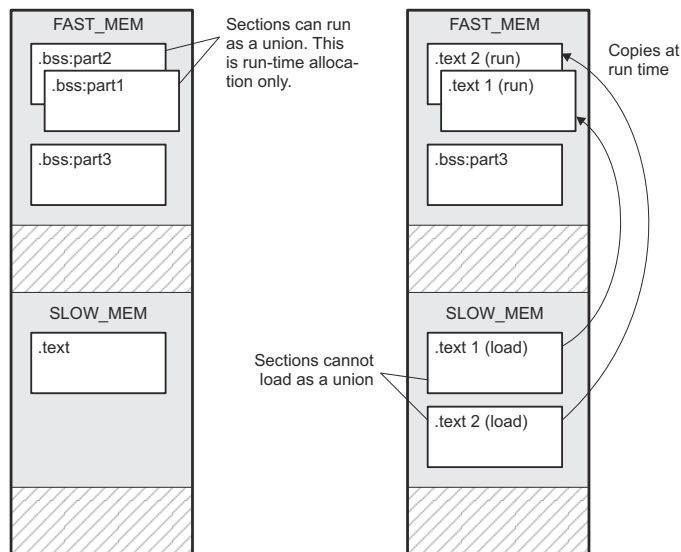 FAST_MEM
.bss:part2
.bss:part1
.bss:part3
SLOW_MEM
.text
Sections can run
as a union. This
is run-time alloca-
tion only.
FAST_MEM
.text 2 (run)
.text 1 (run)
.bss:part3
Copies at
run time
SLOW_MEM
.text 1 (load)
.text 2 (load)
Sections cannot
load as a union